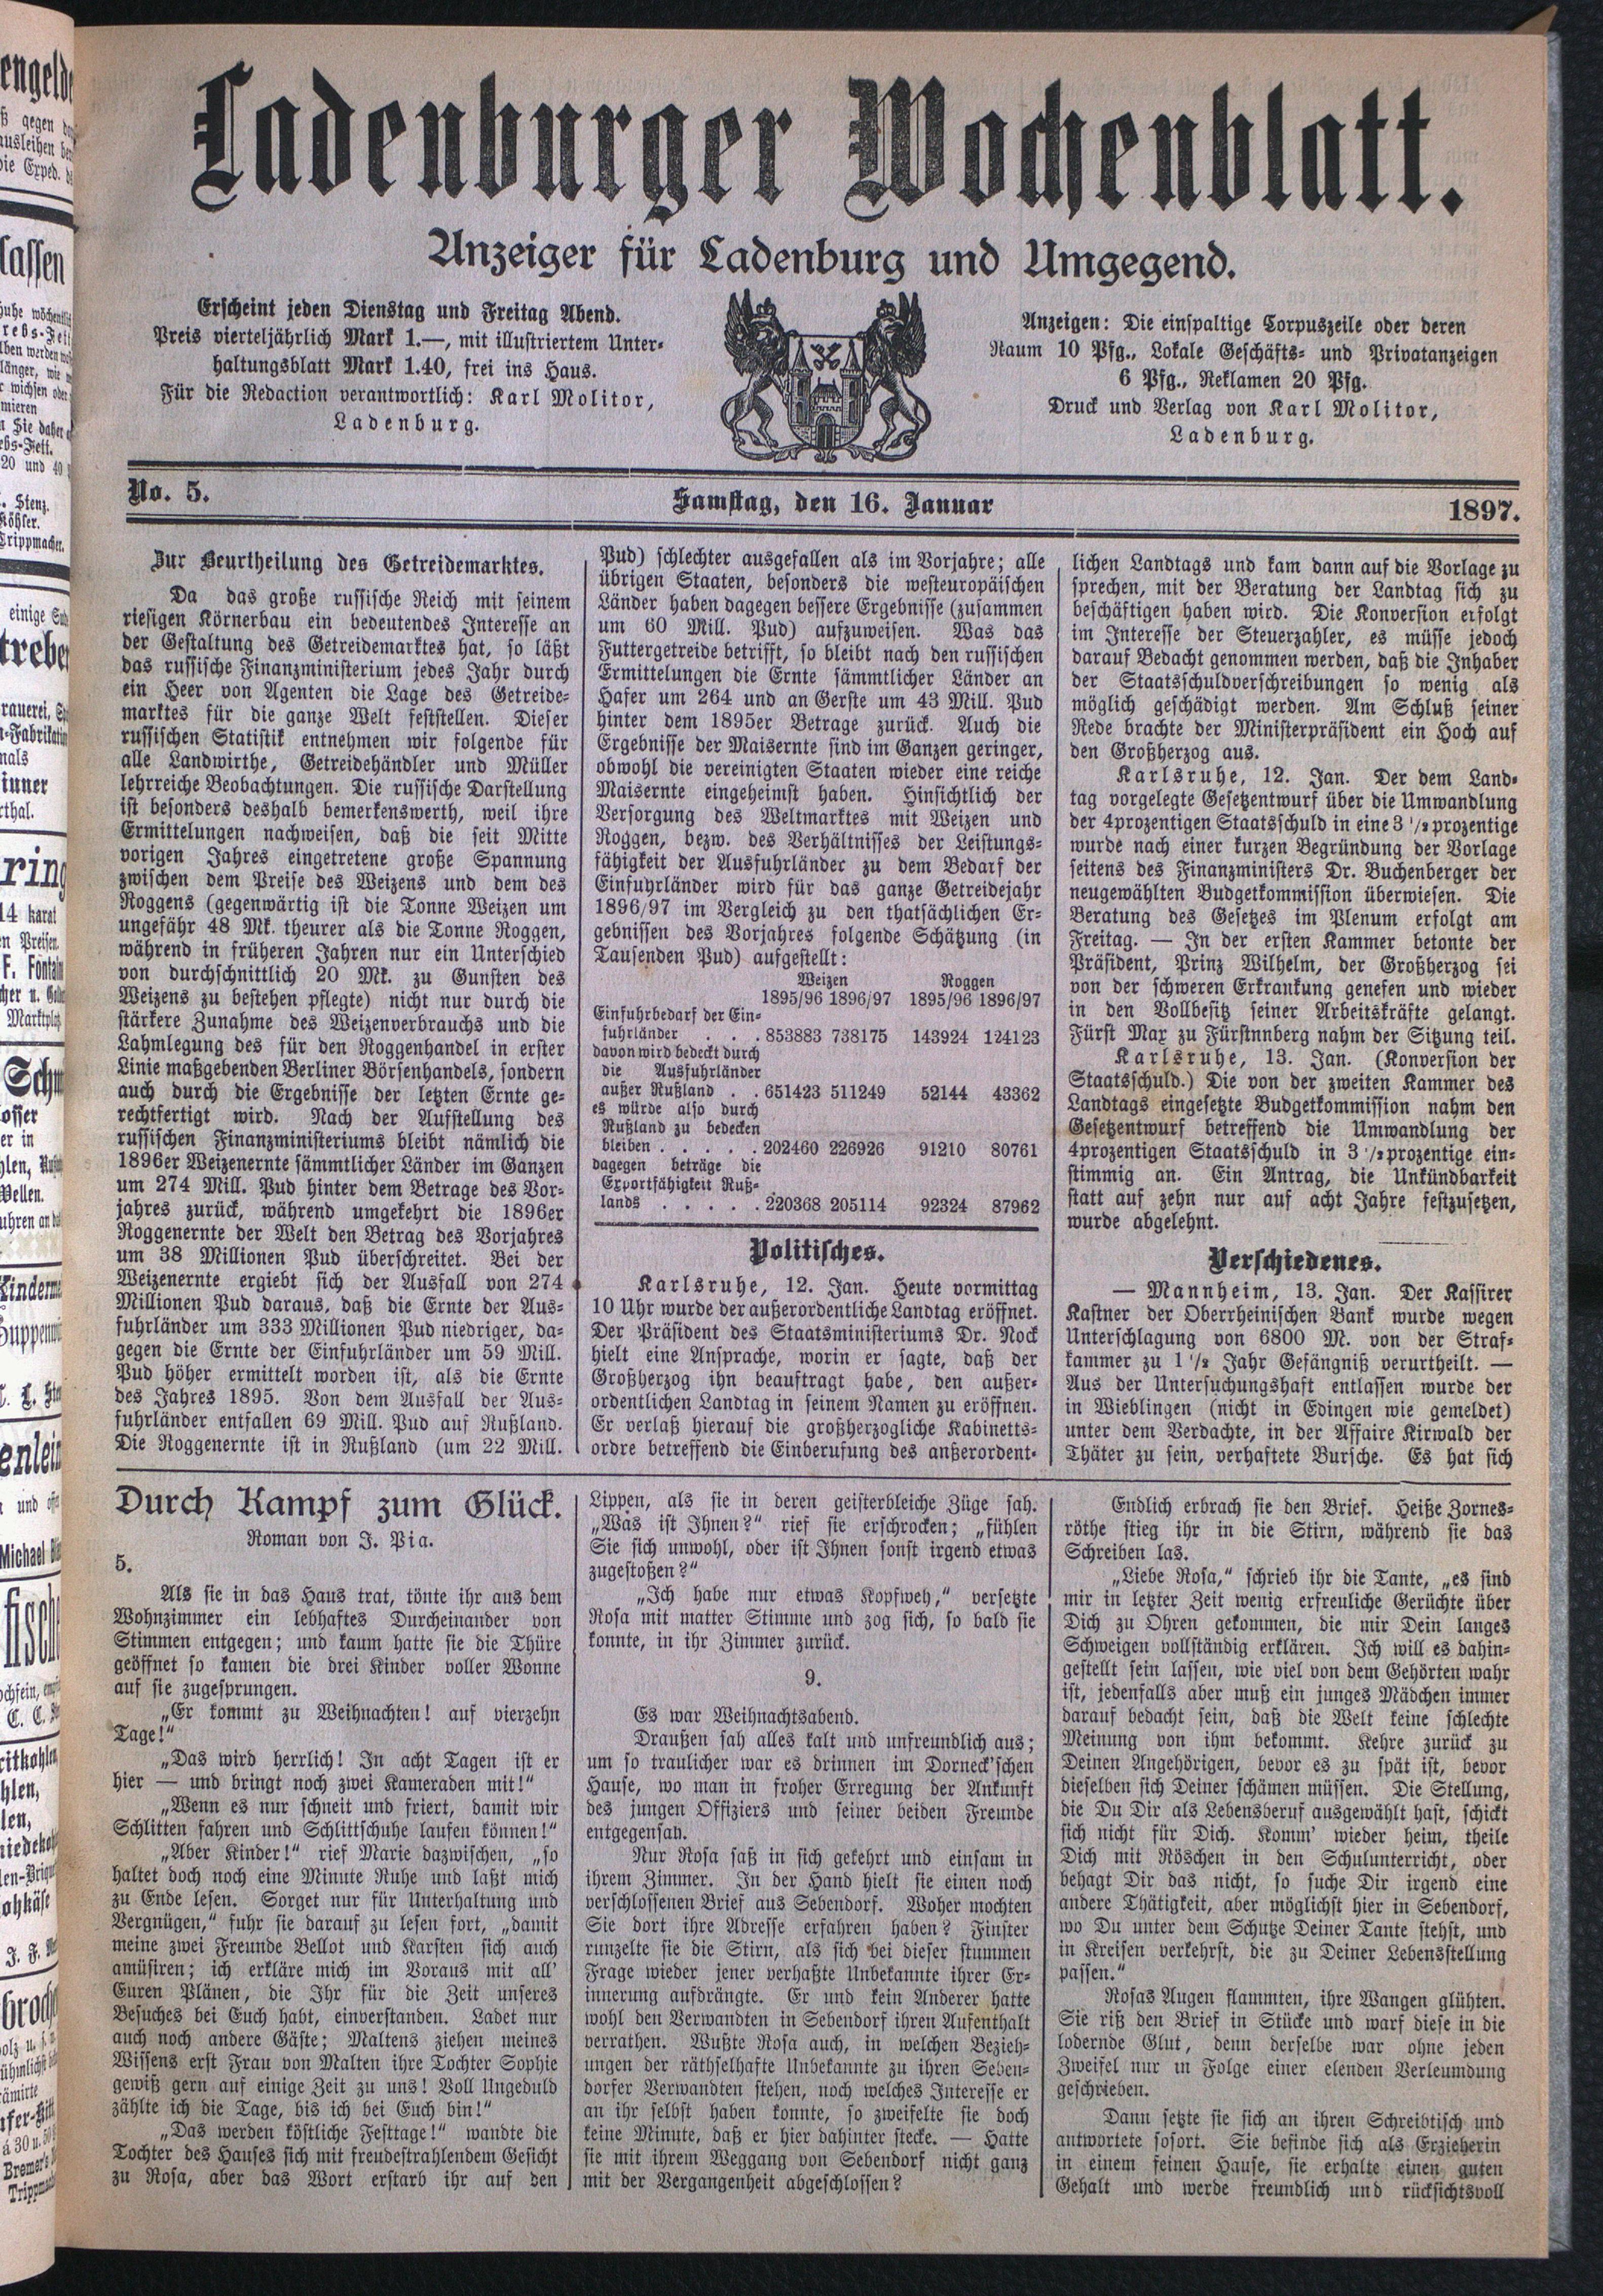 Ladenburger Wochenblatt.
Anzeiger für Ladenburg und Umgegend.
Erscheint jeden Dienstag und Freitag Abend.
Preis vierteljährlich Mark 1.—, mit illustriertem Unter-
haltungsblatt Mark 1.40, frei ins Haus.
Für die Redaction verantwortlich: Karl Molitor,
Ladenburg.
Anzeigen: Die einspaltige Corpuszeile oder deren
Raum 10 Pfg., Lokale Geschäfts- und Privatanzeigen
6 Pfg., Reklamen 20 Pfg.
Druck und Verlag von Karl Molitor,
Ladenburg.
No. 5.
Samstag, den 16. Januar
1897.
Zur Beurtheilung des Getreidemarktes.
Da das große russische Reich mit seinem
riesigen Körnerbau ein bedeutendes Interesse an
der Gestaltung des Getreidemarktes hat, so läßt
das russische Finanzministerium jedes Jahr durch
ein Heer von Agenten die Lage des Getreide-
marktes für die ganze Welt feststellen. Dieser
russischen Statistik entnehmen wir folgende für
alle Landwirthe, Getreidehändler und Müller
lehrreiche Beobachtungen. Die russische Darstellung
ist besonders deshalb bemerkenswerth, weil ihre
Ermittelungen nachweisen, daß die seit Mitte
vorigen Jahres eingetretene große Spannung
zwischen dem Preise des Weizens und dem des
Roggens (gegenwärtig ist die Tonne Weizen um
ungefähr 48 Mk. theurer als die Tonne Roggen,
während in früheren Jahren nur ein Unterschied
von durchschnittlich 20 Mk. zu Gunsten des
Weizens zu bestehen pflegte) nicht nur durch die
stärkere Zunahme des Weizenverbrauchs und die
Lahmlegung des für den Roggenhandel in erster
Linie maßgebenden Berliner Börsenhandels, sondern
auch durch die Ergebnisse der letzten Ernte ge-
rechtfertigt wird. Nach der Aufstellung des
russischen Finanzministeriums bleibt nämlich die
1896er Weizenernte sämmtlicher Länder im Ganzen
um 274 Mill. Pud hinter dem Betrage des Vor-
jahres zurück, während umgekehrt die 1896er
Roggenernte der Welt den Betrag des Vorjahres
um 38 Millionen Pud überschreitet. Bei der
Weizenernte ergiebt sich der Ausfall von 274
Millionen Pud daraus, daß die Ernte der Aus-
fuhrländer um 333 Millionen Pud niedriger, da-
gegen die Ernte der Einfuhrländer um 59 Mill.
Pud höher ermittelt worden ist, als die Ernte
des Jahres 1895. Von dem Ausfall der Aus-
fuhrländer entfallen 69 Mill. Pud auf Rußland.
Die Roggenernte ist in Rußland (um 22 Mill.
Pud) schlechter ausgefallen als im Vorjahre; alle
übrigen Staaten, besonders die westeuropäischen
Länder haben dagegen bessere Ergebnisse (zusammen
um 60 Mill. Pud) aufzuweisen. Was das
Futtergetreide betrifft, so bleibt nach den russischen
Ermittelungen die Ernte sämmtlicher Länder an
Hafer um 264 und an Gerste um 43 Mill. Pud
hinter dem 1895er Betrage zurück. Auch die
Ergebnisse der Maisernte sind im Ganzen geringer,
obwohl die vereinigten Staaten wieder eine reiche
Maisernte eingeheimst haben. Hinsichtlich der
Versorgung des Weltmarktes mit Weizen und
Roggen, bezw. des Verhältnisses der Leistungs-
fähigkeit der Ausfuhrländer zu dem Bedarf der
Einfuhrländer wird für das ganze Getreidejahr
1896/97 im Vergleich zu den thatsächlichen Er-
gebnissen des Vorjahres folgende Schätzung (in
Tausenden Pud) aufgestellt:
Weizen Roggen
1895/96 1896/97 1895/96 1896/97
Einfuhrbedarf der Ein-
fuhrländer . . . 853883 738175 143924 124123
davon wird bedeckt durch
die Ausfuhrländer
außer Rußland . . 651423 511249 52144 43362
es würde also durch
Rußland zu bedecken
bleiben . . . . . 202460 226926 91210 80761
dagegen beträge die
Exportfähigkeit Ruß-
lands . . . . . 220368 205114 92324 87962
Politisches.
Karlsruhe, 12. Jan. Heute vormittag
10 Uhr wurde der außerordentliche Landtag eröffnet.
Der Präsident des Staatsministeriums Dr. Nock
hielt eine Ansprache, worin er sagte, daß der
Großherzog ihn beauftragt habe, den außer-
ordentlichen Landtag in seinem Namen zu eröffnen.
Er verlaß hierauf die großherzogliche Kabinetts-
ordre betreffend die Einberufung des anßerordent-
lichen Landtags und kam dann auf die Vorlage zu
sprechen, mit der Beratung der Landtag sich zu
beschäftigen haben wird. Die Konversion erfolgt
im Interesse der Steuerzahler, es müsse jedoch
darauf Bedacht genommen werden, daß die Inhaber
der Staatsschuldverschreibungen so wenig als
möglich geschädigt werden. Am Schluß seiner
Rede brachte der Ministerpräsident ein Hoch auf
den Großherzog aus.
Karlsruhe, 12. Jan. Der dem Land-
tag vorgelegte Gesetzentwurf über die Umwandlung
der 4prozentigen Staatsschuld in eine 3 1/2 prozentige
wurde nach einer kurzen Begründung der Vorlage
seitens des Finanzministers Dr. Buchenberger der
neugewählten Budgetkommission überwiesen. Die
Beratung des Gesetzes im Plenum erfolgt am
Freitag. — In der ersten Kammer betonte der
Präsident, Prinz Wilhelm, der Großherzog sei
von der schweren Erkrankung genesen und wieder
in den Vollbesitz seiner Arbeitskräfte gelangt.
Fürst Max zu Fürstnnberg nahm der Sitzung teil.
Karlsruhe, 13. Jan. (Konversion der
Staatsschuld.) Die von der zweiten Kammer des
Landtags eingesetzte Budgetkommission nahm den
Gesetzentwurf betreffend die Umwandlung der
4prozentigen Staatsschuld in 3 1/2 prozentige ein-
stimmig an. Ein Antrag, die Unkündbarkeit
statt auf zehn nur auf acht Jahre festzusetzen,
wurde abgelehnt.
Verschiedenes.
— Mannheim, 13. Jan. Der Kassirer
Kastner der Oberrheinischen Bank wurde wegen
Unterschlagung von 6800 M. von der Straf-
kammer zu 1 1/2 Jahr Gefängniß verurtheilt. —
Aus der Untersuchungshaft entlassen wurde der
in Wieblingen (nicht in Edingen wie gemeldet)
unter dem Verdachte, in der Affaire Kirwald der
Thäter zu sein, verhaftete Bursche. Es hat sich
Durch Kampf zum Glück.
Roman von J. Pia.
5.
Als sie in das Haus trat, tönte ihr aus dem
Wohnzimmer ein lebhaftes Durcheinander von
Stimmen entgegen; und kaum hatte sie die Thüre
geöffnet so kamen die drei Kinder voller Wonne
auf sie zugesprungen.
„Er kommt zu Weihnachten! auf vierzehn
Tage!“
„Das wird herrlich! In acht Tagen ist er
hier — und bringt noch zwei Kameraden mit!“
„Wenn es nur schneit und friert, damit wir
Schlitten fahren und Schlittschuhe laufen können!“
„Aber Kinder!“ rief Marie dazwischen, „so
haltet doch noch eine Minute Ruhe und laßt mich
zu Ende lesen. Sorget nur für Unterhaltung und
Vergnügen,“ fuhr sie darauf zu lesen fort, „damit
meine zwei Freunde Bellot und Karsten sich auch
amüsiren; ich erkläre mich im Voraus mit all’
Euren Plänen, die Ihr für die Zeit unseres
Besuches bei Euch habt, einverstanden. Ladet nur
auch noch andere Gäste; Maltens ziehen meines
Wissens erst Frau von Malten ihre Tochter Sophie
gewiß gern auf einige Zeit zu uns! Voll Ungeduld
zählte ich die Tage, bis ich bei Euch bin!“
„Das werden köstliche Festtage!“ wandte die
Tochter des Hauses sich mit freudestrahlendem Gesicht
zu Rosa, aber das Wort erstarb ihr auf den
Lippen, als sie in deren geisterbleiche Züge sah.
„Was ist Ihnen?“ rief sie erschrocken; „fühlen
Sie sich unwohl, oder ist Ihnen sonst irgend etwas
zugestoßen?“
„Ich habe nur etwas Kopfweh,“ versetzte
Rosa mit matter Stimme und zog sich, so bald sie
konnte, in ihr Zimmer zurück.
9.
Es war Weihnachtsabend.
Draußen sah alles kalt und unfreundlich aus;
um so traulicher war es drinnen im Dorneck’schen
Hause, wo man in froher Erregung der Ankunft
des jungen Offiziers und seiner beiden Freunde
entgegensah.
Nur Rosa saß in sich gekehrt und einsam in
ihrem Zimmer. In der Hand hielt sie einen noch
verschlossenen Brief aus Sebendorf. Woher mochten
Sie dort ihre Adresse erfahren haben? Finster
runzelte sie die Stirn, als sich bei dieser stummen
Frage wieder jener verhaßte Unbekannte ihrer Er-
innerung aufdrängte. Er und kein Anderer hatte
wohl den Verwandten in Sebendorf ihren Aufenthalt
verrathen. Wußte Rosa auch, in welchen Bezieh-
ungen der räthselhafte Unbekannte zu ihren Seben-
dorfer Verwandten stehen, noch welches Interesse er
an ihr selbst haben konnte, so zweifelte sie doch
keine Minute, daß er hier dahinter stecke. — Hatte
sie mit ihrem Weggang von Sebendorf nicht ganz
mit der Vergangenheit abgeschlossen?
Endlich erbrach sie den Brief. Heiße Zornes-
röthe stieg ihr in die Stirn, während sie das
Schreiben las.
„Liebe Rosa,“ schrieb ihr die Tante, „es sind
mir in letzter Zeit wenig erfreuliche Gerüchte über
Dich zu Ohren gekommen, die mir Dein langes
Schweigen vollständig erklären. Ich will es dahin-
gestellt sein lassen, wie viel von dem Gehörten wahr
ist, jedenfalls aber muß ein junges Mädchen immer
darauf bedacht sein, daß die Welt keine schlechte
Meinung von ihm bekommt. Kehre zurück zu
Deinen Angehörigen, bevor es zu spät ist, bevor
dieselben sich Deiner schämen müssen. Die Stellung,
die Du Dir als Lebensberuf ausgewählt hast, schickt
sich nicht für Dich. Komm’ wieder heim, theile
Dich mit Röschen in den Schulunterricht, oder
behagt Dir das nicht, so suche Dir irgend eine
andere Thätigkeit, aber möglichst hier in Sebendorf,
wo Du unter dem Schutze Deiner Tante stehst, und
in Kreisen verkehrst, die zu Deiner Lebensstellung
passen.“
Rosas Augen flammten, ihre Wangen glühten.
Sie riß den Brief in Stücke und warf diese in die
lodernde Glut, denn derselbe war ohne jeden
Zweifel nur in Folge einer elenden Verleumdung
geschrieben.
Dann setzte sie sich an ihren Schreibtisch und
antwortete sofort. Sie befinde sich als Erzieherin
in einem feinen Hause, sie erhalte einen guten
Gehalt und werde freundlich und rücksichtsvoll